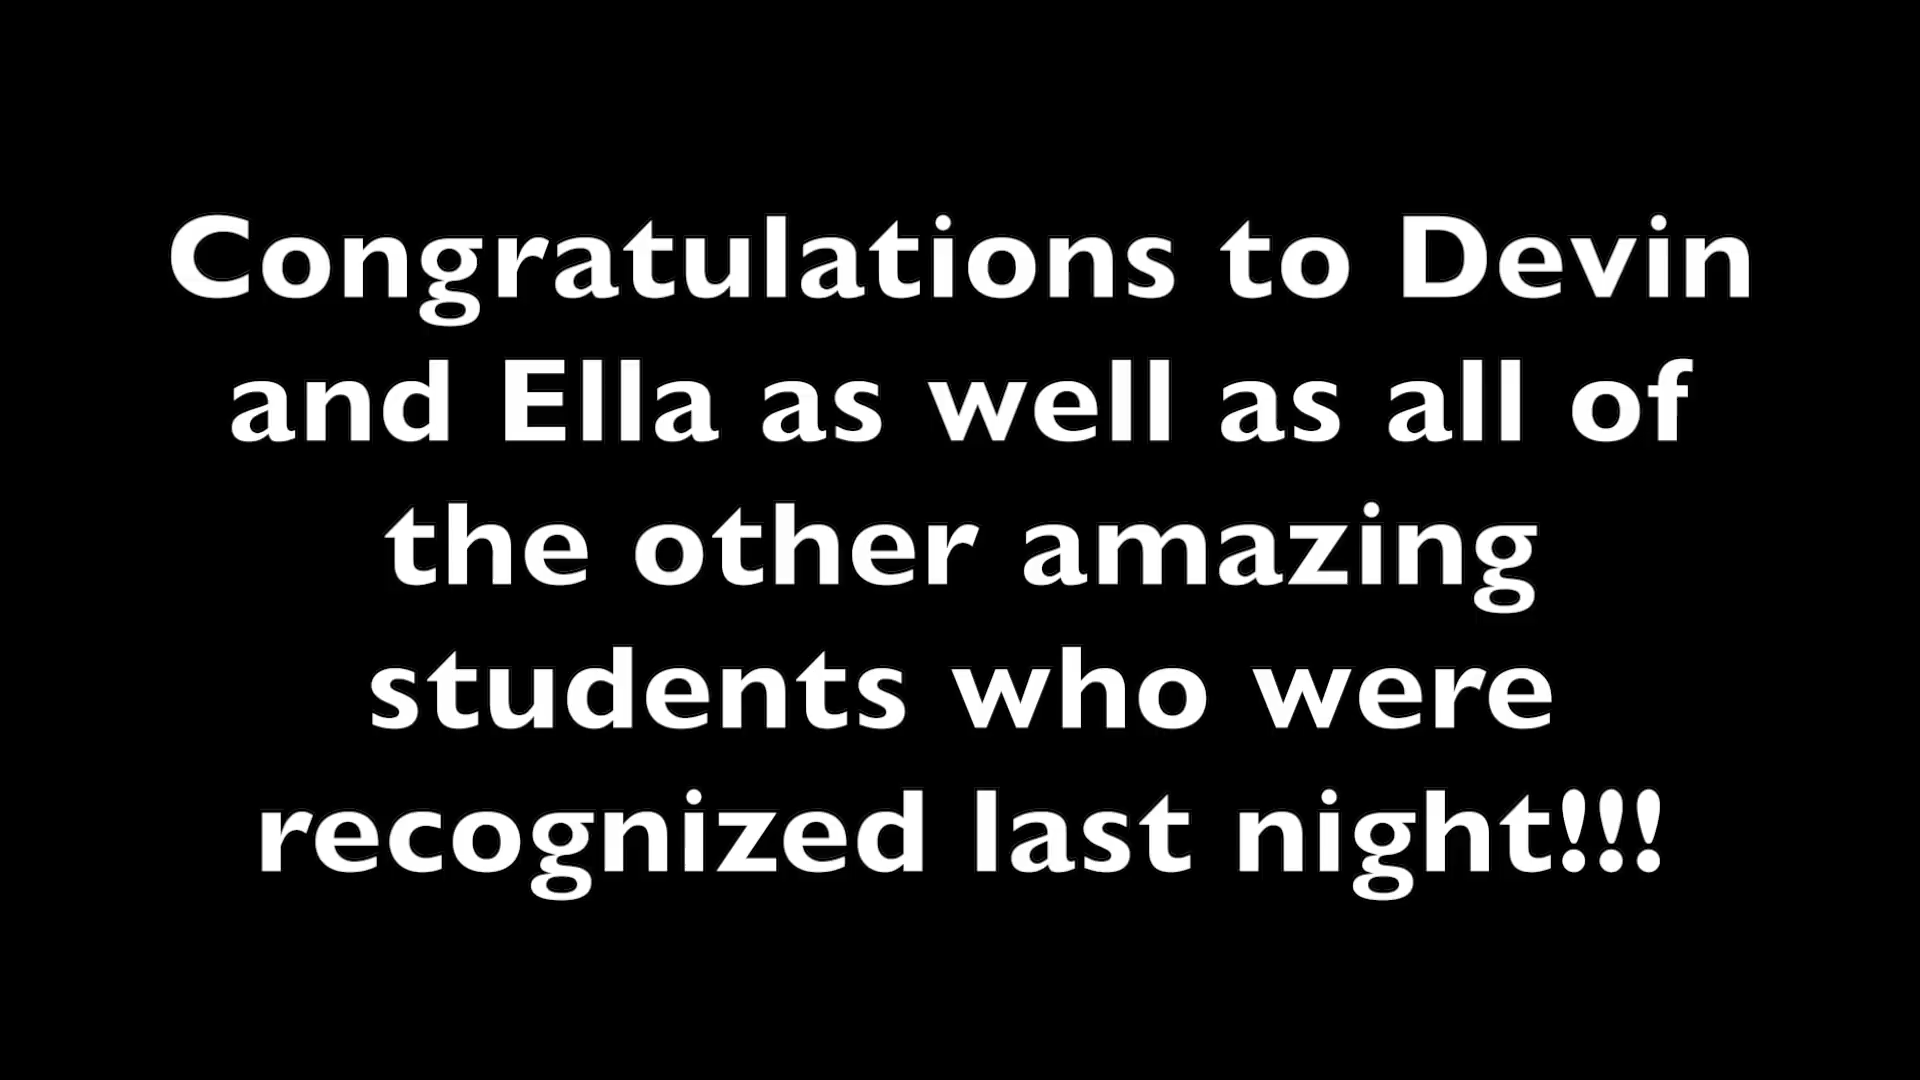 Congratulations to Devin
and Ella as well as all of
the other amazing
students who were
recognized last night!!!